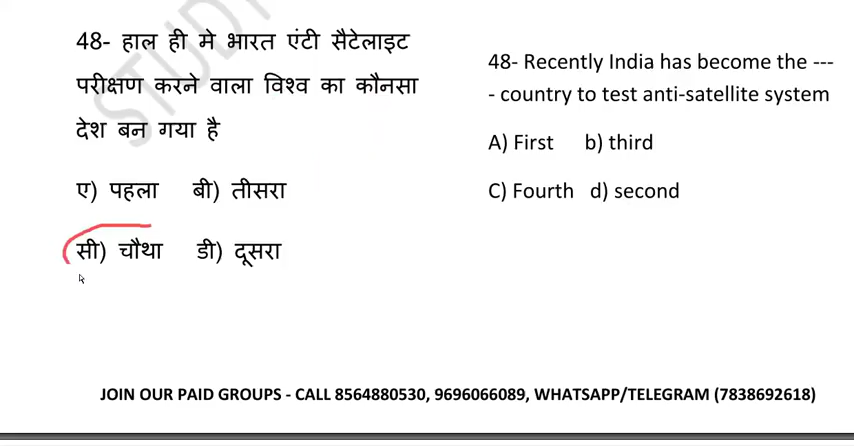 48- हाल ही मे भारत एंटी सैटेलाइट
परीक्षण करने वाला विश्व का कौनसा
देश बन गया है
ए) पहला बी) तीसरा
सी) चौथा डी) दूसरा
48- Recently India has become the ---
- country to test anti-satellite system
A) First b) third
C) Fourth d) second
JOIN OUR PAID GROUPS - CALL 8564880530, 9696066089, WHATSAPP/TELEGRAM (7838692618)